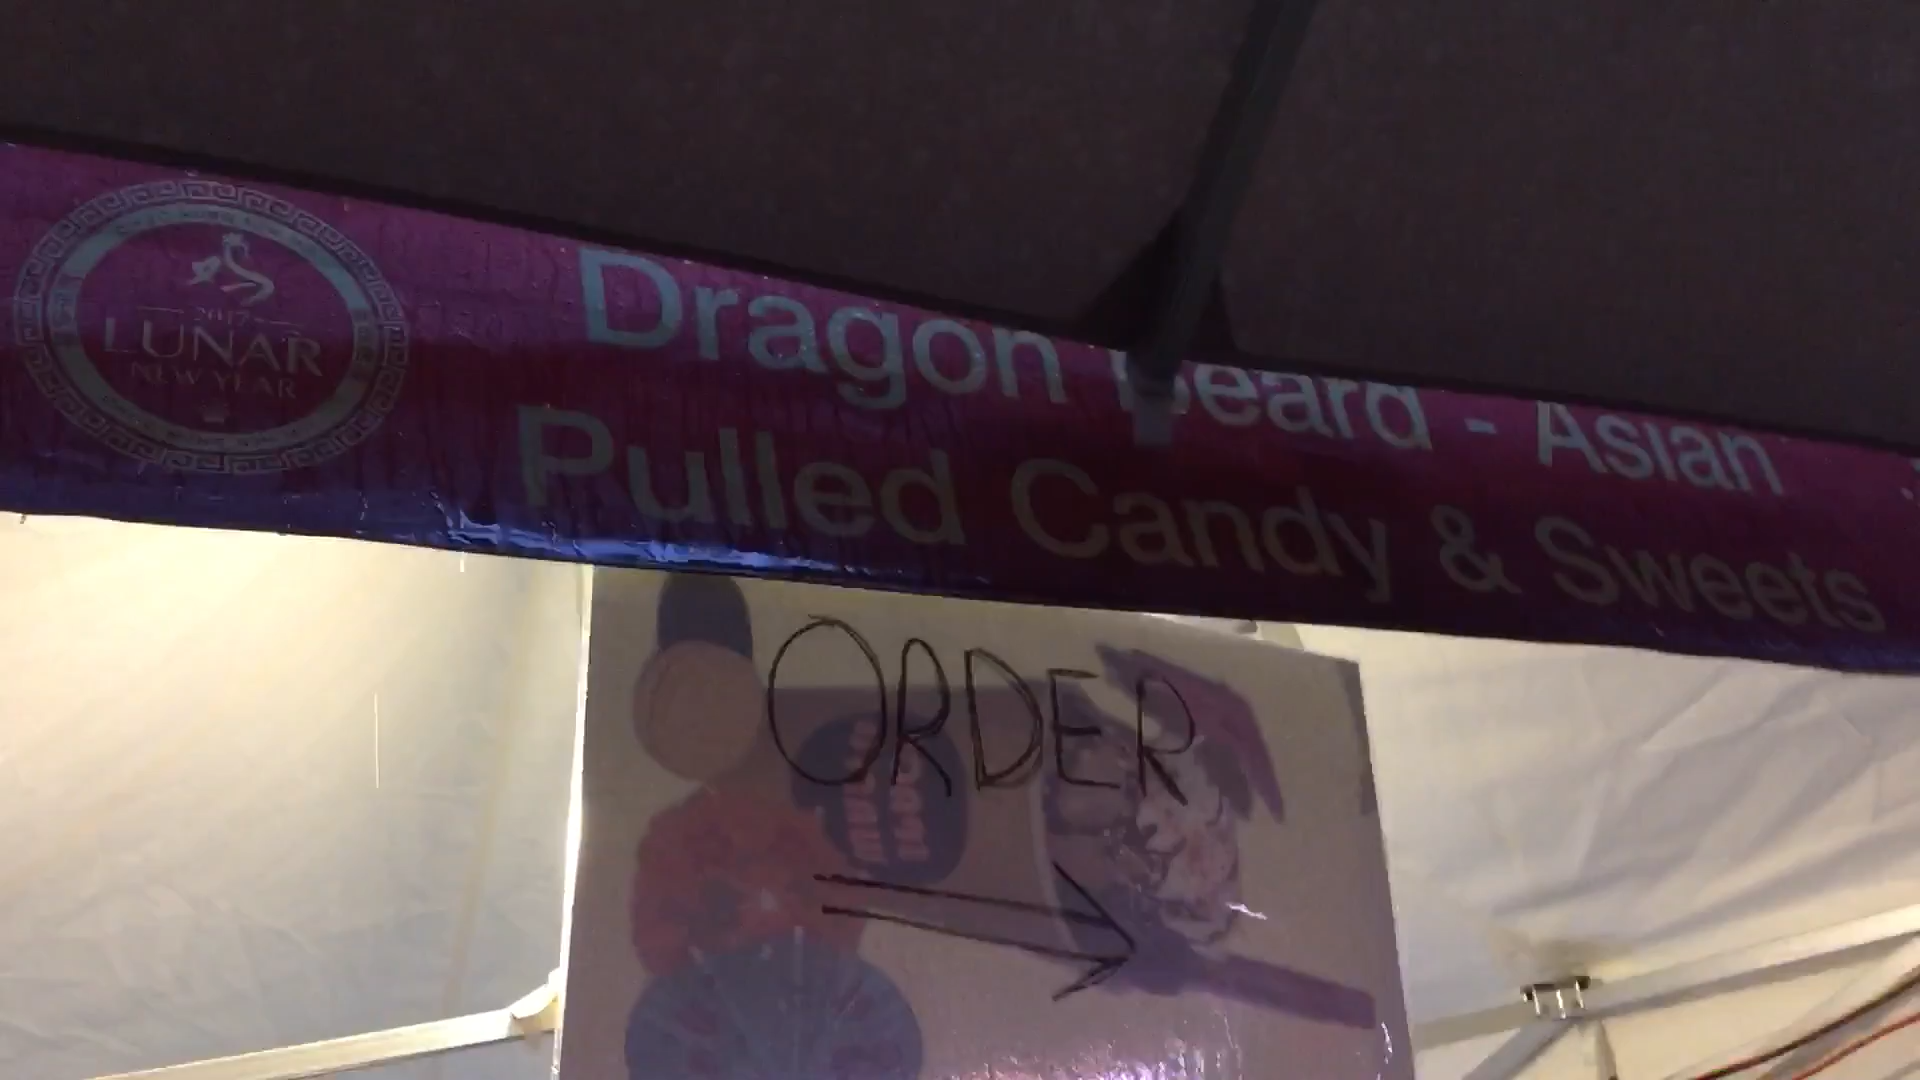 2017
LUNAR
NEW YEAR
Dragon Beard - Asian
Pulled Candy & Sweets
ORDER